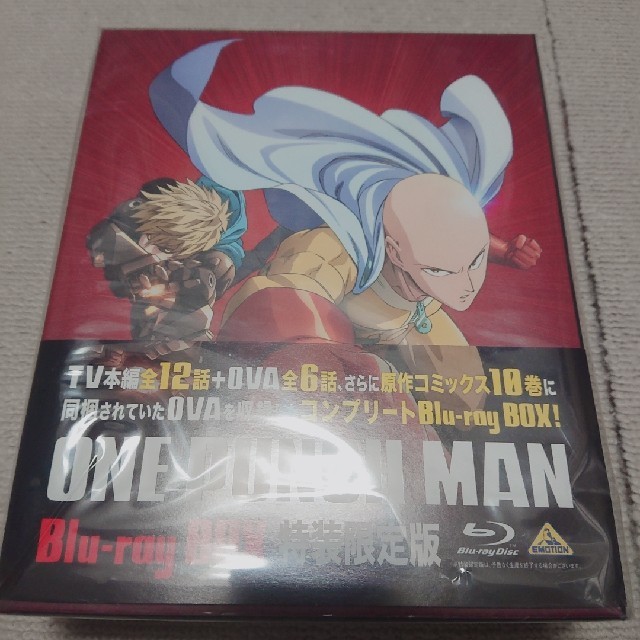 TV本編全12話+OVA全6話、さらに原作コミックス10巻に
同梱されていたOVAを収 コンプリートBlu-ray BOX!
ONE PUNCH MAN
Blu-ray BOX 特装限定版
Blu-ray Disc
EMOTION